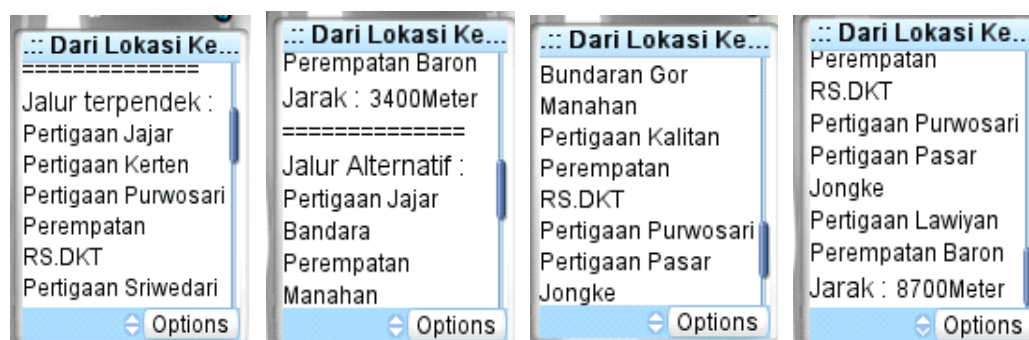 .:: Dari Lokasi Ke...
===============
Jalur terpendek :
Pertigaan Jajar
Pertigaan Kerten
Pertigaan Purwosari
Perempatan
RS.DKT
Pertigaan Sriwedari
Options
.:: Dari Lokasi Ke...
Perempatan Baron
Jarak : 3400Meter
===============
Jalur Alternatif :
Pertigaan Jajar
Bandara
Perempatan
Manahan
Options
.:: Dari Lokasi Ke...
Bundaran Gor
Manahan
Pertigaan Kalitan
Perempatan
RS.DKT
Pertigaan Purwosari
Pertigaan Pasar
Jongke
Options
.:: Dari Lokasi Ke...
Perempatan
RS.DKT
Pertigaan Purwosari
Pertigaan Pasar
Jongke
Pertigaan Lawiyan
Perempatan Baron
Jarak : 8700Meter
Options